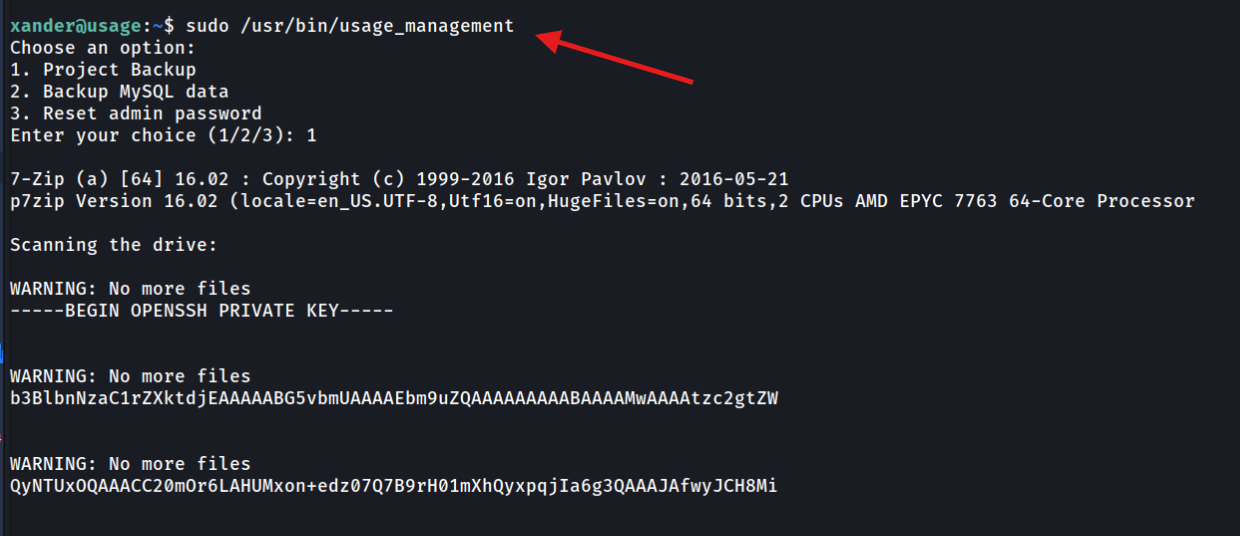 xander@usage:~$ sudo /usr/bin/usage_management
Choose an option:
1. Project Backup
2. Backup MySQL data
3. Reset admin password
Enter your choice (1/2/3): 1
7-Zip (a) [64] 16.02 : Copyright (c) 1999-2016 Igor Pavlov : 2016-05-21
p7zip Version 16.02 (locale=en_US.UTF-8,Utf16=on,HugeFiles=on,64 bits,2 CPUs AMD EPYC 7763 64-Core Processor
Scanning the drive:
WARNING: No more files
-----BEGIN OPENSSH PRIVATE KEY-----
WARNING: No more files
b3BlbnNzaC1rZXktdjEAAAAABG5vbmUAAAAEbm9uZQAAAAAAAAABAAAAMwAAAAtzc2gtZW
WARNING: No more files
QyNTUxOQAAACC20mOr6LAHUMxon+edz07Q7B9rH01mXhQyxpqjIa6g3QAAAJAfwyJCH8Mi